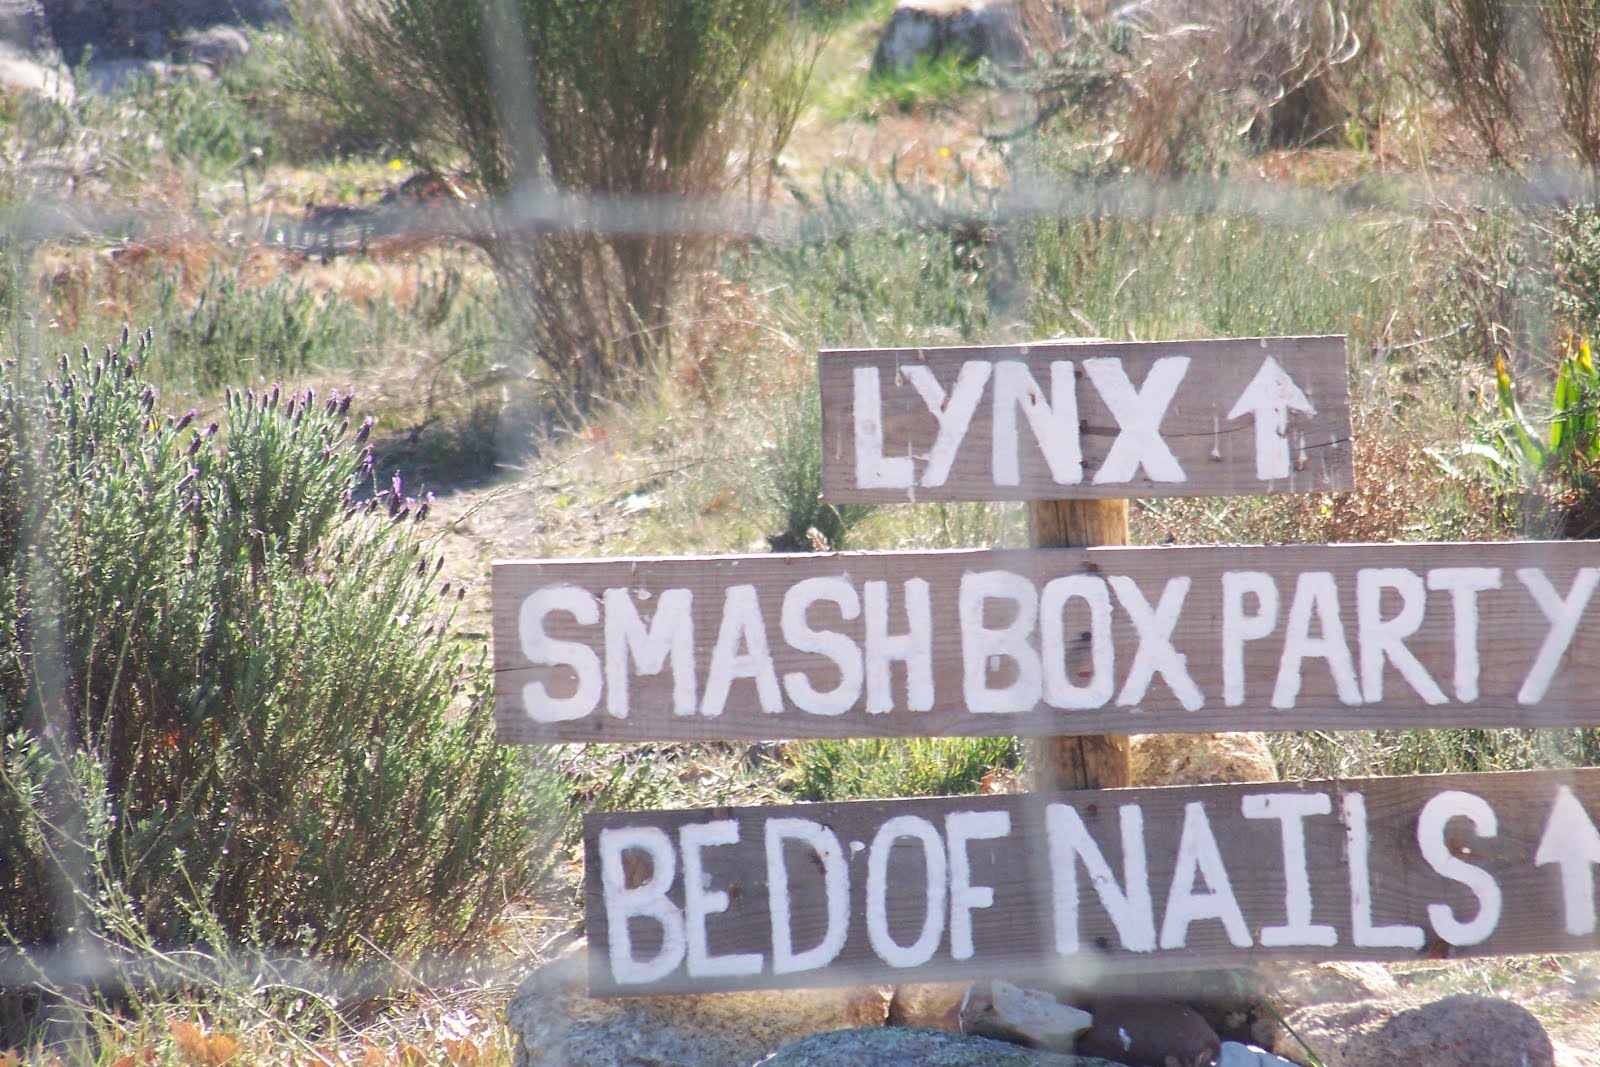 LYNX ↑
SMASH BOX PARTY
BED OF NAILS ↑